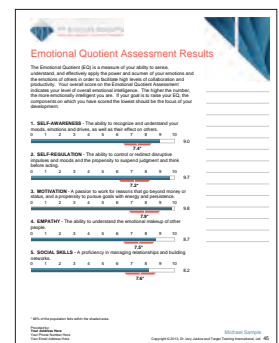 Emotional Quotient Assessment Results
The Emotional Quotient (EQ) is a measure of your ability to sense,
understand, and effectively apply the power and acumen of your emotions and
the emotions of others in order to facilitate high levels of collaboration and
productivity. Your overall score on the Emotional Quotient Assessment
indicates your level of overall emotional intelligence. The higher the number,
the more emotionally intelligent you are. If your goal is to raise your EQ, the
components on which you have scored the lowest should be the focus of your
development.
1. SELF-AWARENESS - The ability to recognize and understand your
moods, emotions and drives, as well as their effect on others.
0 1 2 3 4 5 6 7 8 9 10
9.0
7.4*
2. SELF-REGULATION - The ability to control or redirect disruptive
impulses and moods and the propensity to suspend judgment and think
before acting.
0 1 2 3 4 5 6 7 8 9 10
9.7
7.2*
3. MOTIVATION - A passion to work for reasons that go beyond money or
status, and a propensity to pursue goals with energy and persistence.
0 1 2 3 4 5 6 7 8 9 10
9.8
7.9*
4. EMPATHY - The ability to understand the emotional makeup of other
people.
0 1 2 3 4 5 6 7 8 9 10
8.7
7.5*
5. SOCIAL SKILLS - A proficiency in managing relationships and building
networks.
0 1 2 3 4 5 6 7 8 9 10
8.2
7.6*
* 68% of the population falls within the shaded area.
Provided by:
Your Address Here
Your Phone Number Here
Your Email Address Here
Michael Sample
45